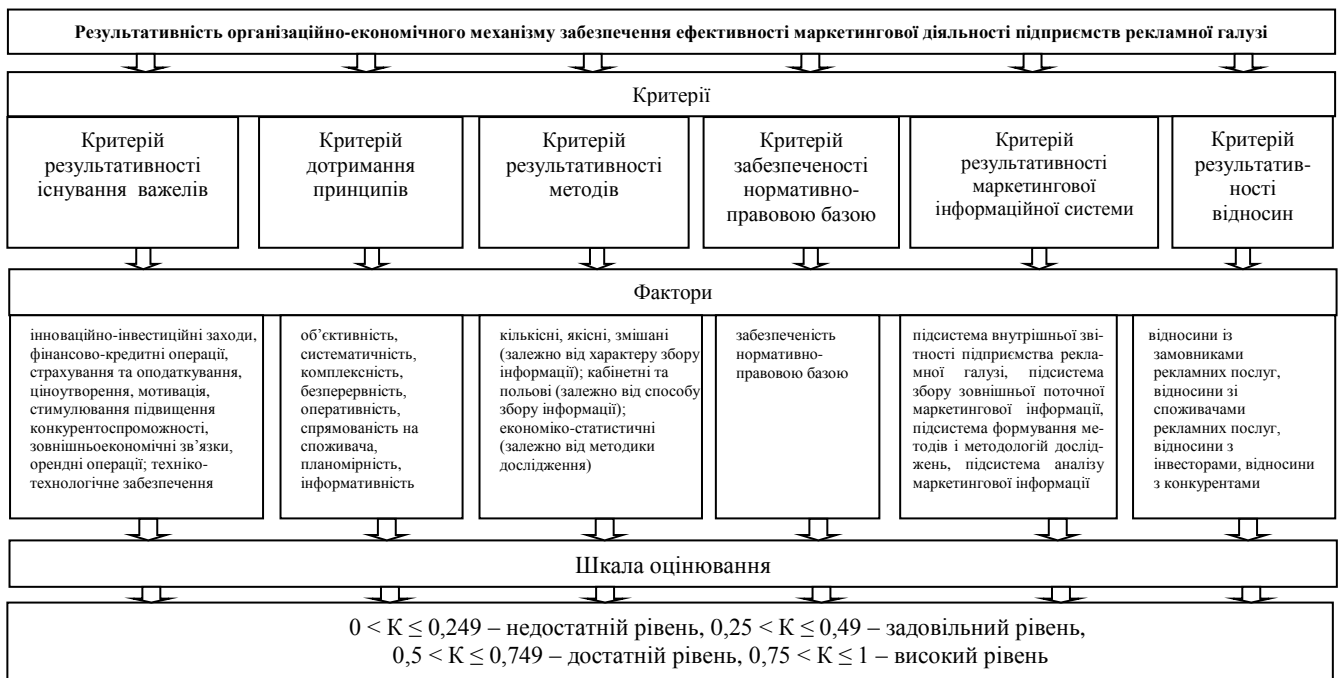 Результативність організаційно-економічного механізму забезпечення ефективності маркетингової діяльності підприємств рекламної галузі
Критерії
Критерій
результативності
існування важелів
Критерій
дотримання
принципів
Критерій
результативності
методів
Критерій
забезпеченості
нормативно-
правовою базою
Критерій
результативності
маркетингової
інформаційної системи
Критерій
результатив-
ності
відносин
Фактори
інноваційно-інвестиційні заходи,
фінансово-кредитні операції,
страхування та оподаткування,
ціноутворення, мотивація,
стимулювання підвищення
конкурентоспроможності,
зовнішньоекономічні зв’язки,
орендні операції; техніко-
технологічне забезпечення
об’єктивність,
систематичність,
комплексність,
безперервність,
оперативність,
спрямованість на
споживача,
планомірність,
інформативність
кількісні, якісні, змішані
(залежно від характеру збору
інформації); кабінетні та
польові (залежно від способу
збору інформації);
економіко-статистичні
(залежно від методики
дослідження)
забезпеченість
нормативно-
правовою базою
підсистема внутрішньої зві-
тності підприємства рекла-
мної галузі, підсистема
збору зовнішньої поточної
маркетингової інформації,
підсистема формування ме-
тодів і методологій дослід-
жень, підсистема аналізу
маркетингової інформації
відносини із
замовниками
рекламних послуг,
відносини зі
споживачами
рекламних послуг,
відносини з
інвесторами, відносини
з конкурентами
Шкала оцінювання
0 < К ≤ 0,249 – недостатній рівень, 0,25 < К ≤ 0,49 – задовільний рівень,
0,5 < К ≤ 0,749– достатній рівень, 0,75 < К ≤ 1 – високий рівень